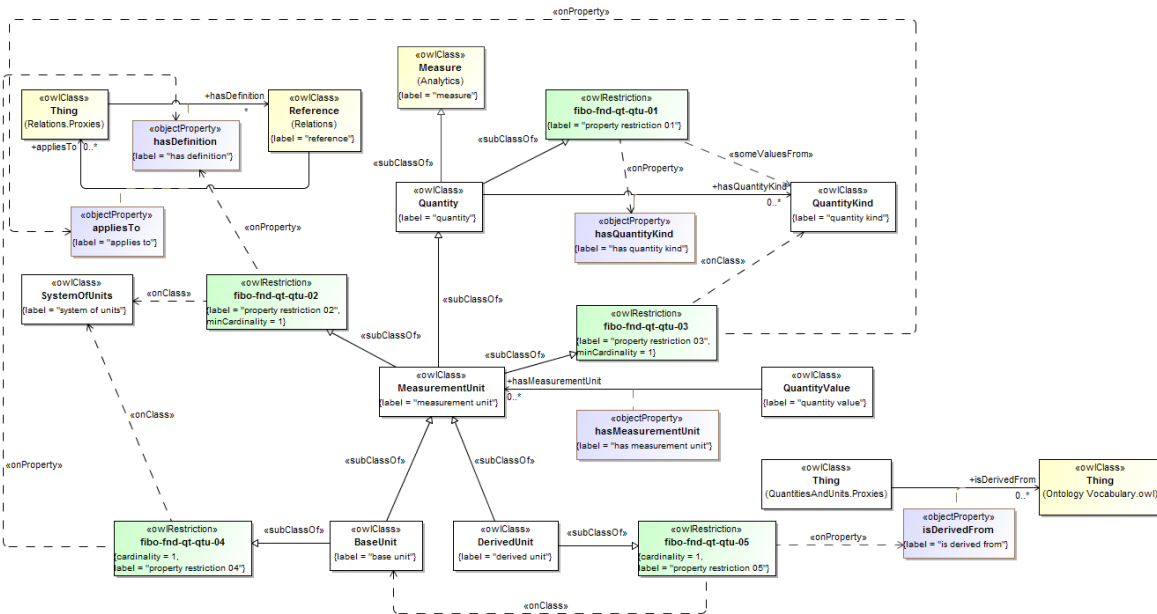 «onProperty»
«owlClass»
Measure
(Analytics)
{label = "measure"}
«owlClass»
Thing
(Relations.Proxies)
+hasDefinition
*
«owlClass»
Reference
(Relations)
{label = "reference"}
«owlRestriction»
fibo-fnd-qt-qtu-01
{label = "property restriction 01"}
+appliesTo
0..*
«objectProperty»
hasDefinition
{label = "has definition"}
«subClassOf»
«subClassOf»
«someValuesFrom»
«onProperty»
«owlClass»
Quantity
{label = "quantity"}
+hasQuantityKind
0..*
«owlClass»
QuantityKind
{label = "quantity kind"}
«objectProperty»
appliesTo
{label = "applies to"}
«onProperty»
«objectProperty»
hasQuantityKind
{label = "has quantity kind"}
«onClass»
«owlClass»
SystemOfUnits
{label = "system of units"}
«onClass»
«owlRestriction»
fibo-fnd-qt-qtu-02
{label = "property restriction 02",
minCardinality = 1}
«subClassOf»
«owlRestriction»
fibo-fnd-qt-qtu-03
{label = "property restriction 03",
minCardinality = 1}
«subClassOf»
«subClassOf»
«owlClass»
MeasurementUnit
{label = "measurement unit"}
+hasMeasurementUnit
0..*
«owlClass»
QuantityValue
{label = "quantity value"}
«onClass»
«objectProperty»
hasMeasurementUnit
{label = "has measurement unit"}
«onProperty»
«subClassOf»
«subClassOf»
«owlClass»
Thing
(QuantitiesAndUnits.Proxies)
+isDerivedFrom
0..*
«owlClass»
Thing
(Ontology Vocabulary.owl)
«owlRestriction»
fibo-fnd-qt-qtu-04
{cardinality = 1,
label = "property restriction 04"}
«subClassOf»
«owlClass»
BaseUnit
{label = "base unit"}
«owlClass»
DerivedUnit
{label = "derived unit"}
«subClassOf»
«owlRestriction»
fibo-fnd-qt-qtu-05
{cardinality = 1,
label = "property restriction 05"}
«onProperty»
«objectProperty»
isDerivedFrom
{label = "is derived from"}
«onClass»